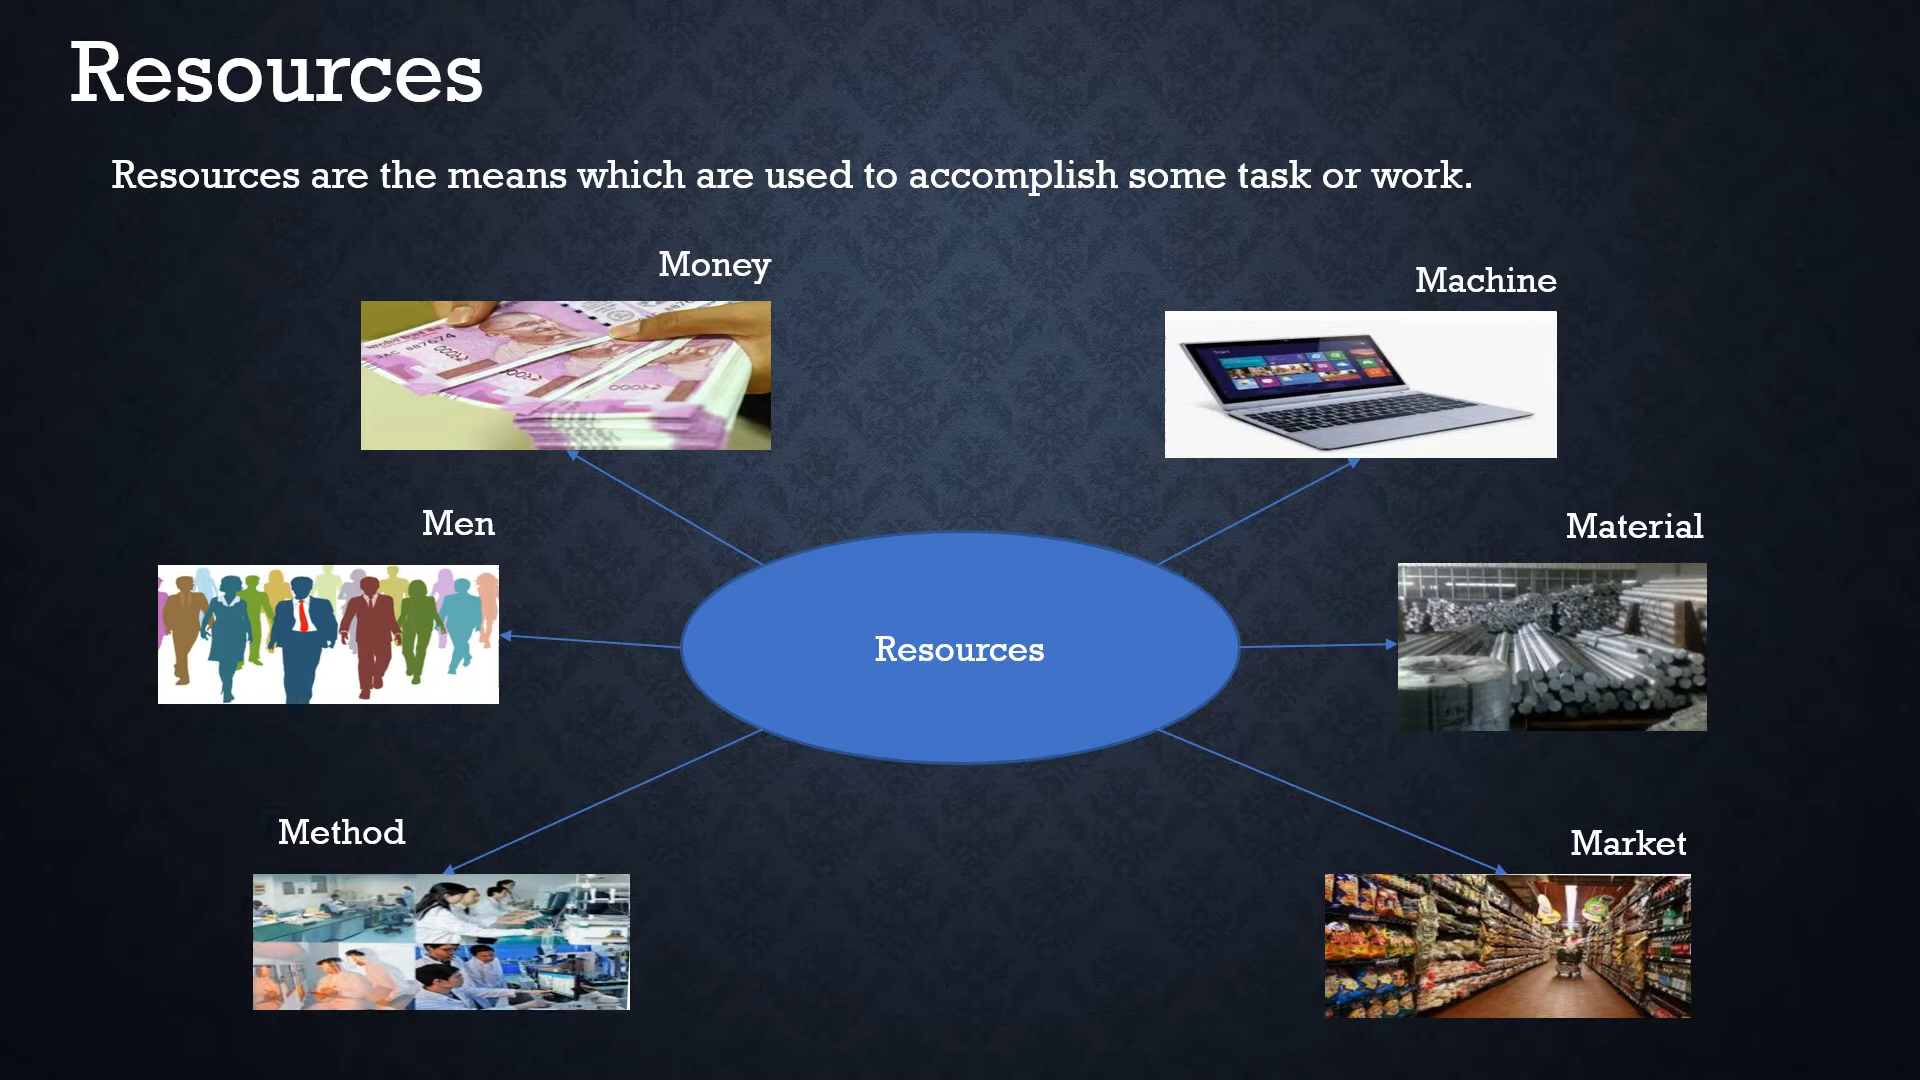 Resources
Resources are the means which are used to accomplish some task or work.
Money
Machine
Men
Material
Resources
Method
Market